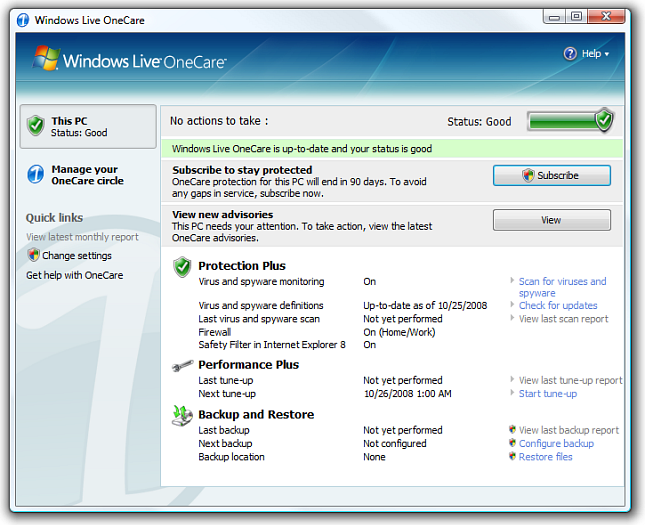 Windows Live OneCare
Windows Live OneCare
Help
This PC
Status: Good
Manage your
OneCare circle
Quick links
View latest monthly report
Change settings
Get help with OneCare
No actions to take :
Status: Good
Windows Live OneCare is up-to-date and your status is good
Subscribe to stay protected
OneCare protection for this PC will end in 90 days. To avoid
any gaps in service, subscribe now.
Subscribe
View new advisories
This PC needs your attention. To take action, view the latest
OneCare advisories.
View
Protection Plus
Virus and spyware monitoring On Scan for viruses and
spyware
Virus and spyware definitions Up-to-date as of 10/25/2008 Check for updates
Last virus and spyware scan Not yet performed View last scan report
Firewall On (Home/Work)
Safety Filter in Internet Explorer 8 On
Performance Plus
Last tune-up Not yet performed View last tune-up report
Next tune-up 10/26/2008 1:00 AM Start tune-up
Backup and Restore
Last backup Not yet performed View last backup report
Next backup Not configured Configure backup
Backup location None Restore files